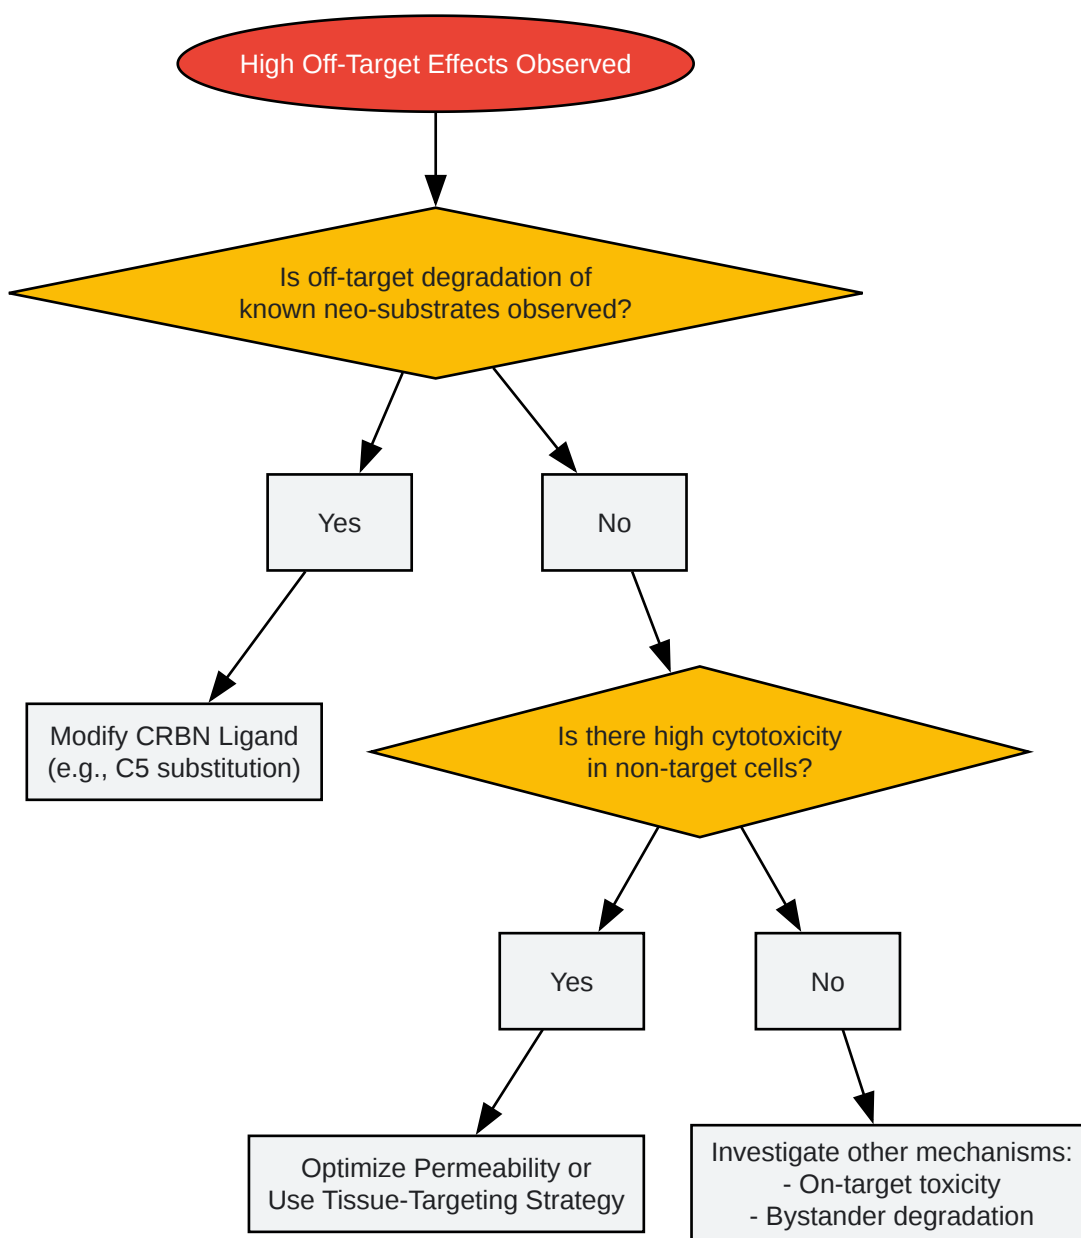 High Off-Target Effects Observed
Is off-target degradation of
known neo-substrates observed?
Yes
No
Modify CRBN Ligand
(e.g., C5 substitution)
Is there high cytotoxicity
in non-target cells?
Yes
No
Optimize Permeability or
Use Tissue-Targeting Strategy
Investigate other mechanisms:
- On-target toxicity
- Bystander degradation